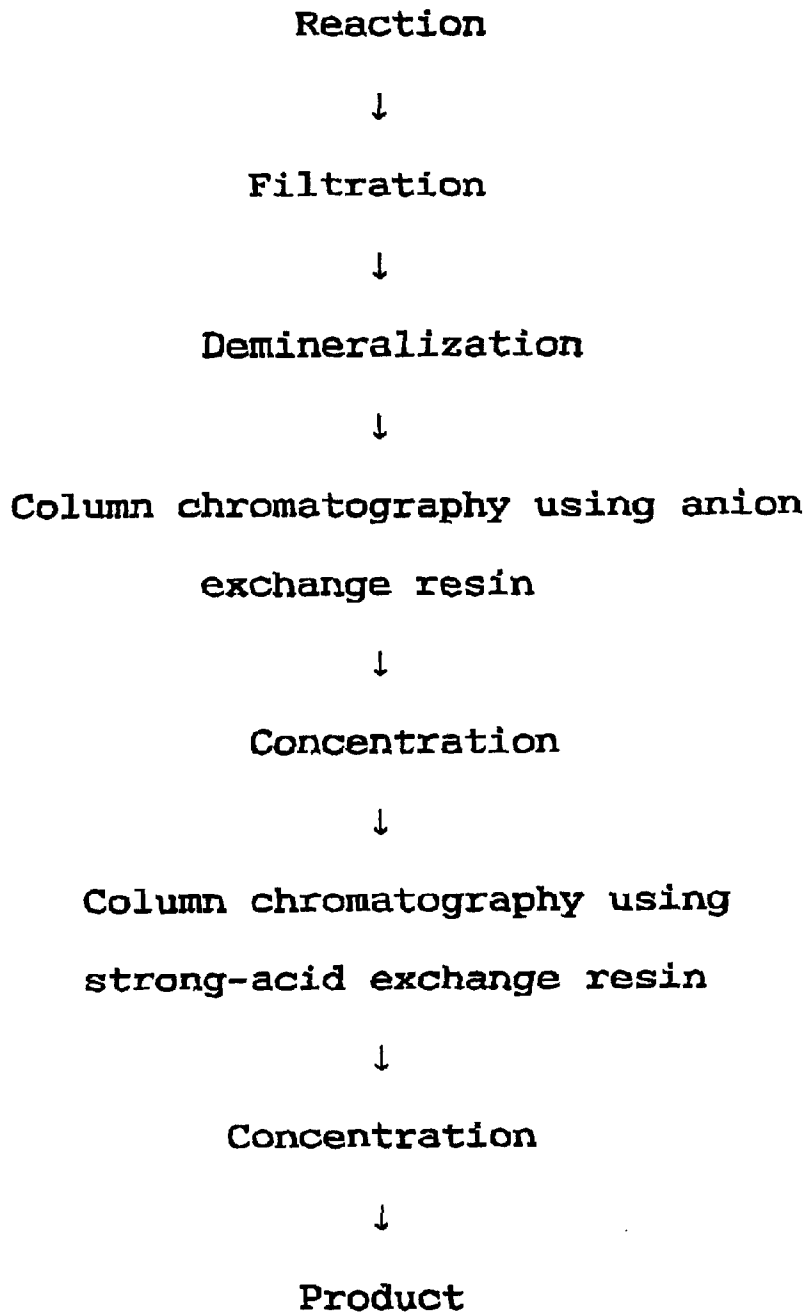 Reaction
↓
Filtration
↓
Demineralization
↓
Column chromatography using anion
exchange resin
↓
Concentration
↓
Column chromatography using
strong-acid exchange resin
↓
Concentration
↓
Product